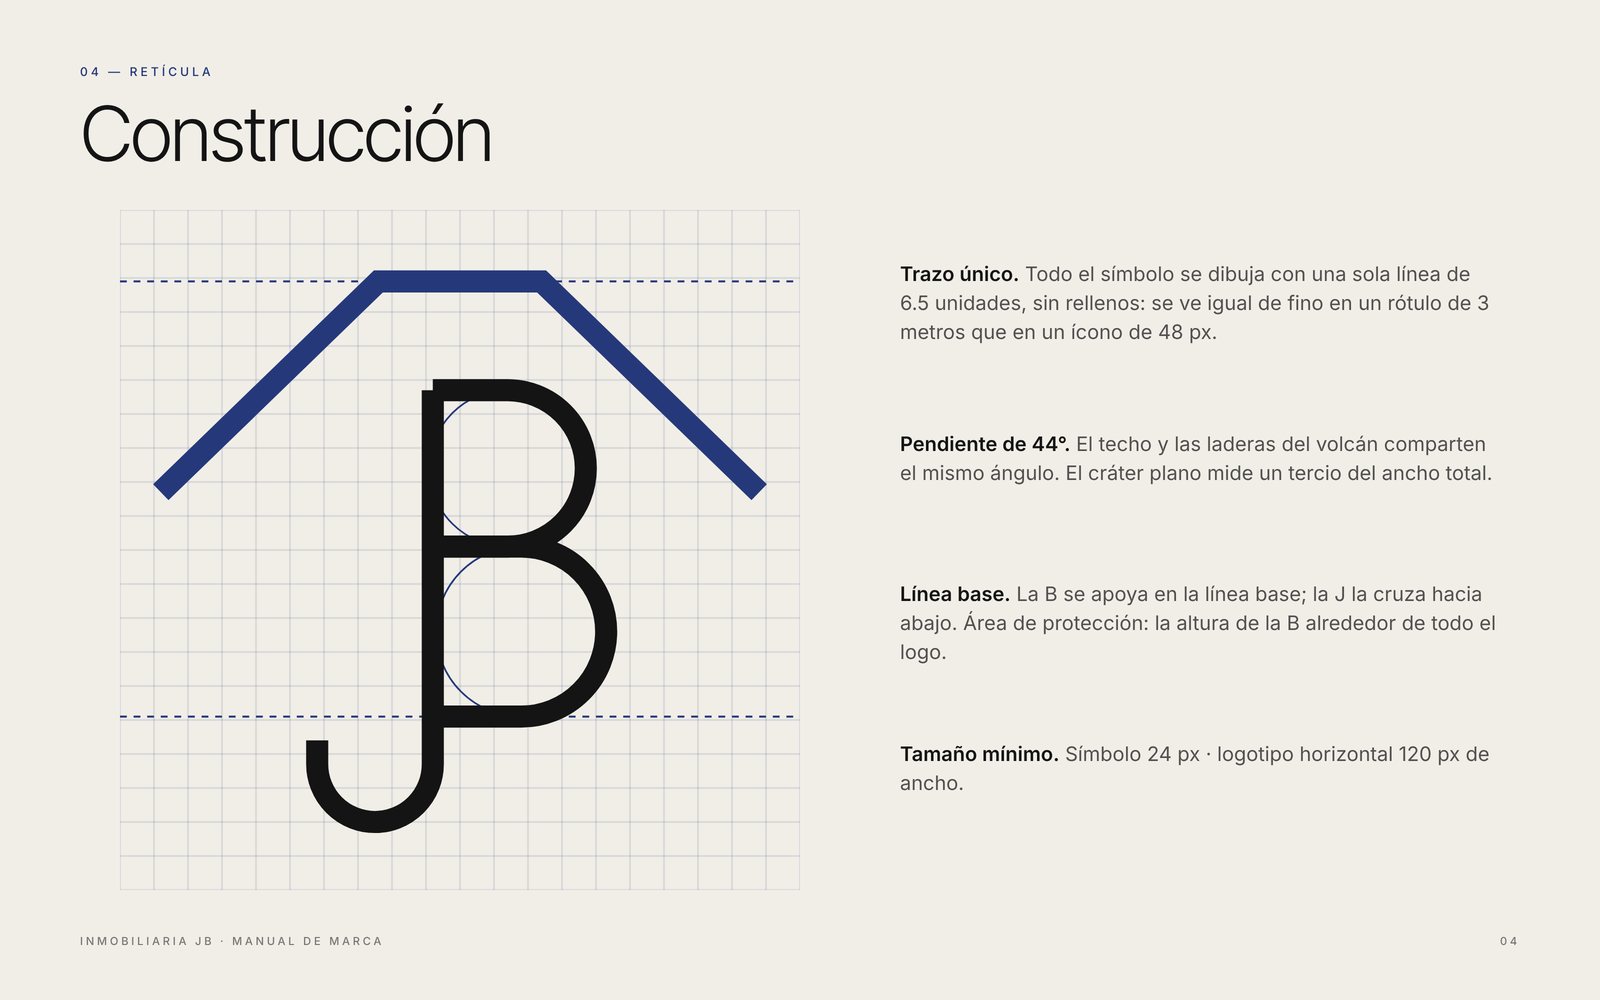 04 — RETÍCULA
Construcción
JB
Trazo único. Todo el símbolo se dibuja con una sola línea de
6.5 unidades, sin rellenos: se ve igual de fino en un rótulo de 3
metros que en un ícono de 48 px.
Pendiente de 44°. El techo y las laderas del volcán comparten
el mismo ángulo. El cráter plano mide un tercio del ancho total.
Línea base. La B se apoya en la línea base; la J la cruza hacia
abajo. Área de protección: la altura de la B alrededor de todo el
logo.
Tamaño mínimo. Símbolo 24 px · logotipo horizontal 120 px de
ancho.
INMOBILIARIA JB · MANUAL DE MARCA
04